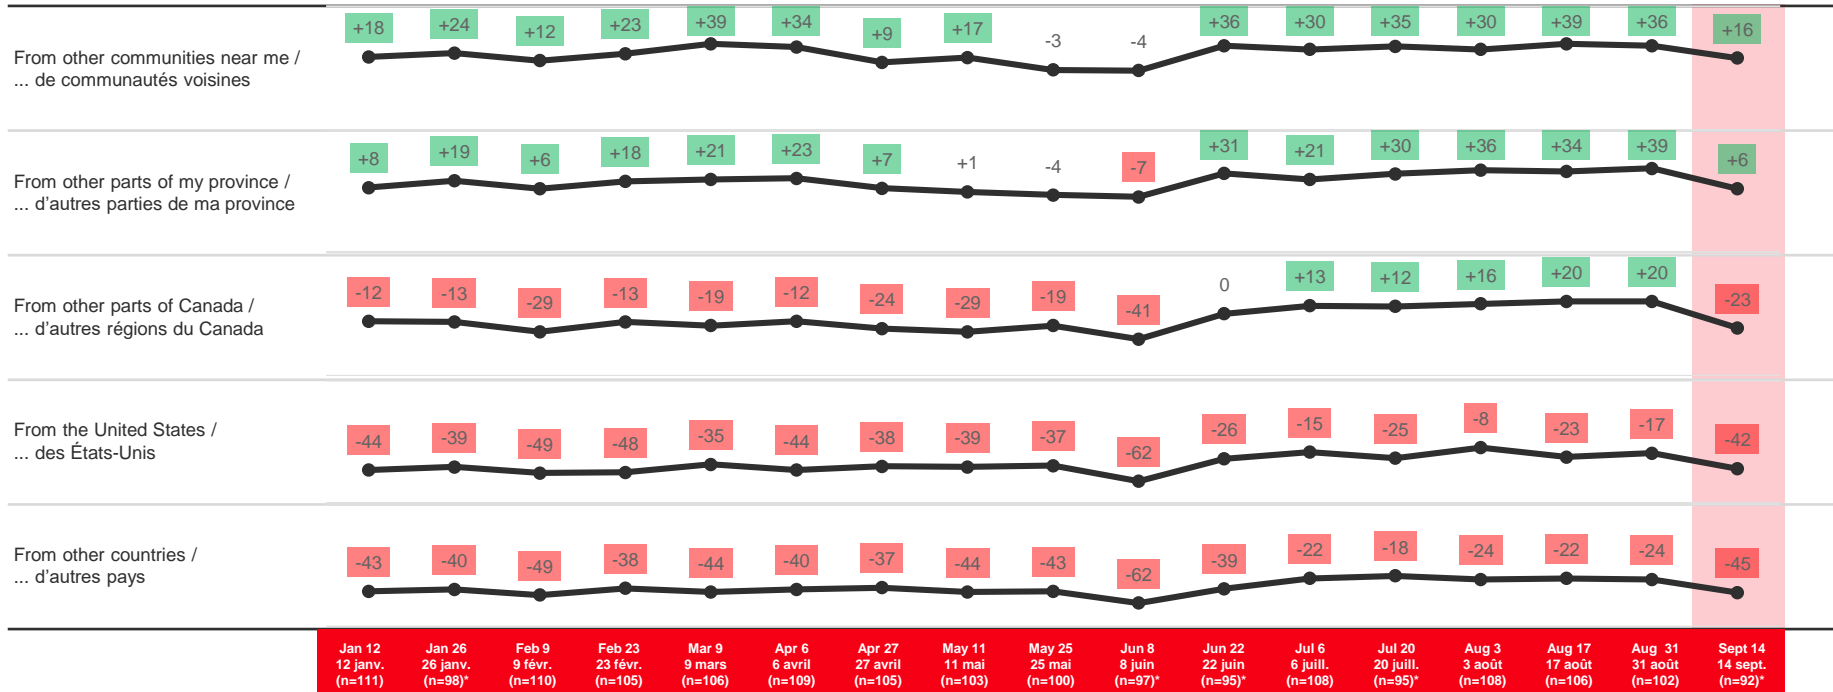 +18 +24 +12 +23 +39 +34 +9 +17 -3 -4 +36 +30 +35 +30 +39 +36 +16
From other communities near me /
... de communautés voisines
+8 +19 +6 +18 +21 +23 +7 +1 -4 -7 +31 +21 +30 +36 +34 +39 +6
From other parts of my province /
... d'autres parties de ma province
-12 -13 -29 -13 -19 -12 -24 -29 -19 -41 0 +13 +12 +16 +20 +20 -23
From other parts of Canada /
... d'autres régions du Canada
-44 -39 -49 -48 -35 -44 -38 -39 -37 -62 -26 -15 -25 -8 -23 -17 -42
From the United States /
... des États-Unis
-43 -40 -49 -38 -44 -40 -37 -44 -43 -62 -39 -22 -18 -24 -22 -24 -45
From other countries /
... d'autres pays
Jan 12 Jan 26 Feb 9 Feb 23 Mar 9 Apr 6 Apr 27 May 11 May 25 Jun 8 Jun 22 Jul 6 Jul 20 Aug 3 Aug 17 Aug 31 Sept 14
12 janv. 26 janv. 9 févr. 23 févr. 9 mars 6 avril 27 avril 11 mai 25 mai 8 juin 22 juin 6 juill. 20 juill. 3 août 17 août 31 août 14 sept.
(n=111) (n=98)* (n=110) (n=105) (n=106) (n=109) (n=105) (n=103) (n=100) (n=97)* (n=95)* (n=108) (n=95)* (n=108) (n=106) (n=102) (n=92)*